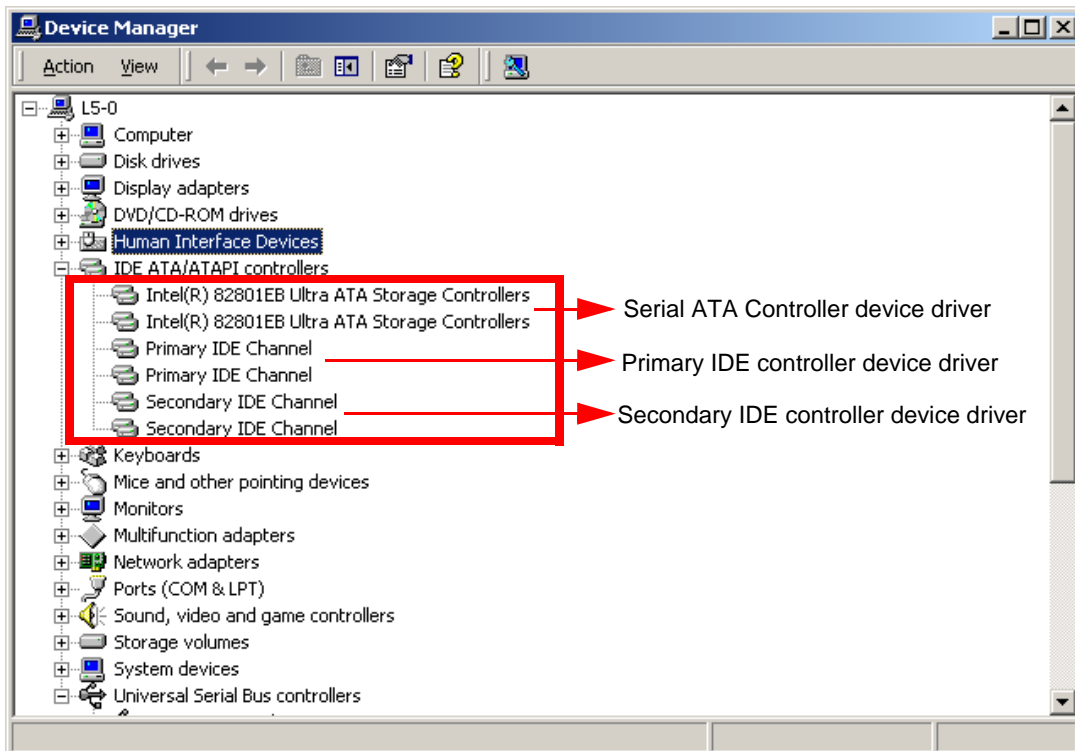 Device Manager
Action View
L5-0
Computer
Disk drives
Display adapters
DVD/CD-ROM drives
Human Interface Devices
IDE ATA/ATAPI controllers
Intel(R) 82801EB Ultra ATA Storage Controllers
Serial ATA Controller device driver
Intel(R) 82801EB Ultra ATA Storage Controllers
Primary IDE Channel
Primary IDE controller device driver
Primary IDE Channel
Secondary IDE Channel
Secondary IDE controller device driver
Secondary IDE Channel
Keyboards
Mice and other pointing devices
Monitors
Multifunction adapters
Network adapters
Ports (COM & LPT)
Sound, video and game controllers
Storage volumes
System devices
Universal Serial Bus controllers